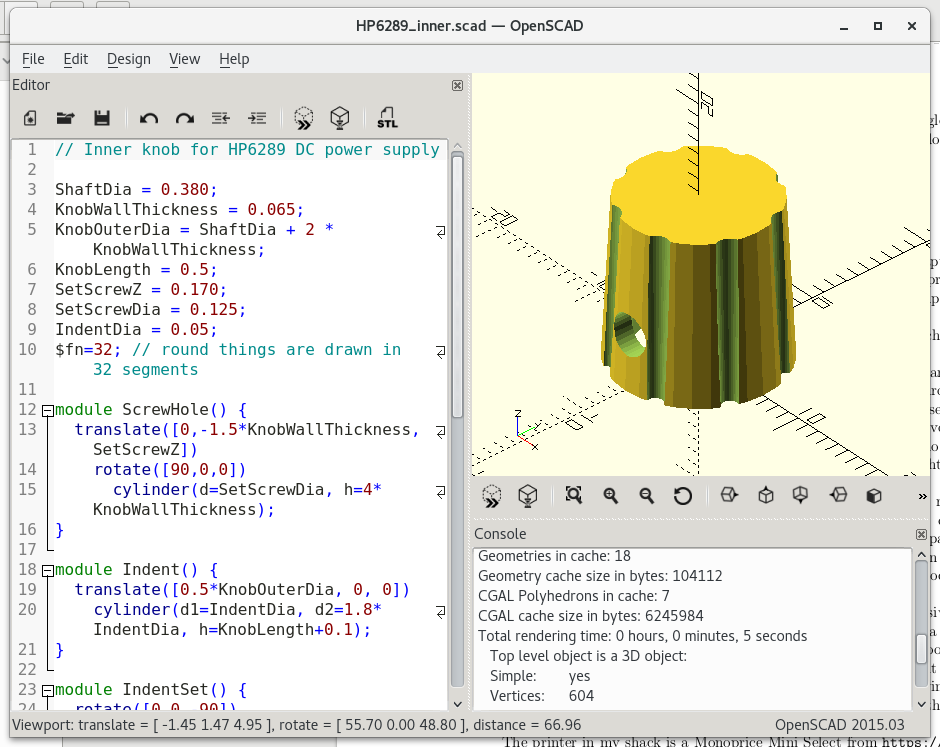 HP6289_inner.scad — OpenSCAD
File Edit Design View Help
Editor
STL
1 // Inner knob for HP6289 DC power supply
2
3 ShaftDia = 0.380;
4 KnobWallThickness = 0.065;
5 KnobOuterDia = ShaftDia + 2 *
KnobWallThickness;
6 KnobLength = 0.5;
7 SetScrewZ = 0.170;
8 SetScrewDia = 0.125;
9 IndentDia = 0.05;
10 $fn=32; // round things are drawn in
32 segments
11
12 module ScrewHole() {
13 translate([0,-1.5*KnobWallThickness,
SetScrewZ])
14 rotate([90,0,0])
15 cylinder(d=SetScrewDia, h=4*
KnobWallThickness);
16 }
17
18 module Indent() {
19 translate([0.5*KnobOuterDia, 0, 0])
20 cylinder(d1=IndentDia, d2=1.8*
IndentDia, h=KnobLength+0.1);
21 }
22
23 module IndentSet() {
24 rotate([0,0,-90])
z
x
Console
Geometries in cache: 18
Geometry cache size in bytes: 104112
CGAL Polyhedrons in cache: 7
CGAL cache size in bytes: 6245984
Total rendering time: 0 hours, 0 minutes, 5 seconds
Top level object is a 3D object:
Simple: yes
Vertices: 604
Viewport: translate = [ -1.45 1.47 4.95 ], rotate = [ 55.70 0.00 48.80 ], distance = 66.96
OpenSCAD 2015.03
The printer in my shack is a Monoprice Mini Select from https:/